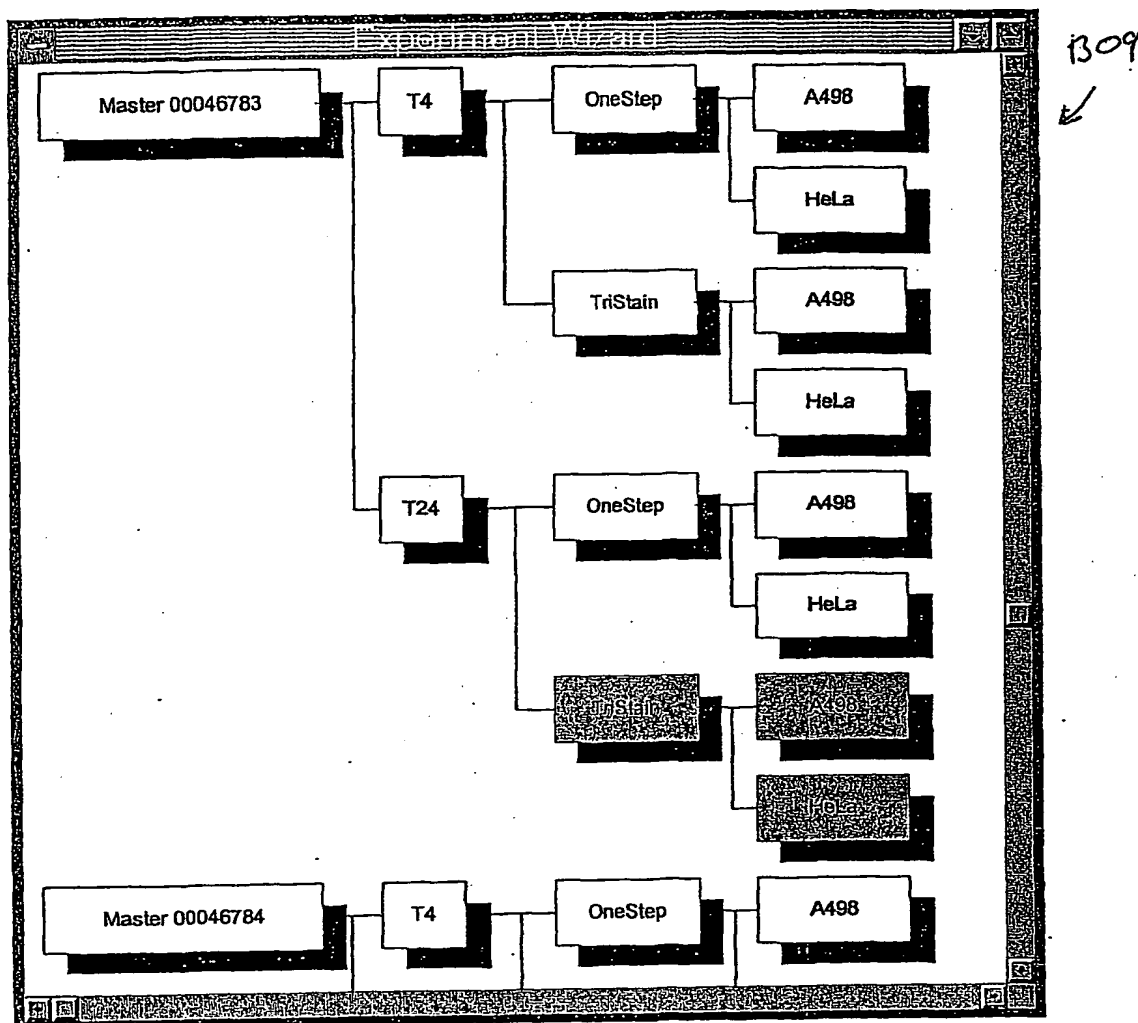 Experiment Wizard
B09
Master 00046783
T4
OneStep
A498
HeLa
TriStain
A498
HeLa
T24
OneStep
A498
HeLa
TriStain
A498
HeLa
Master 00046784
T4
OneStep
A498